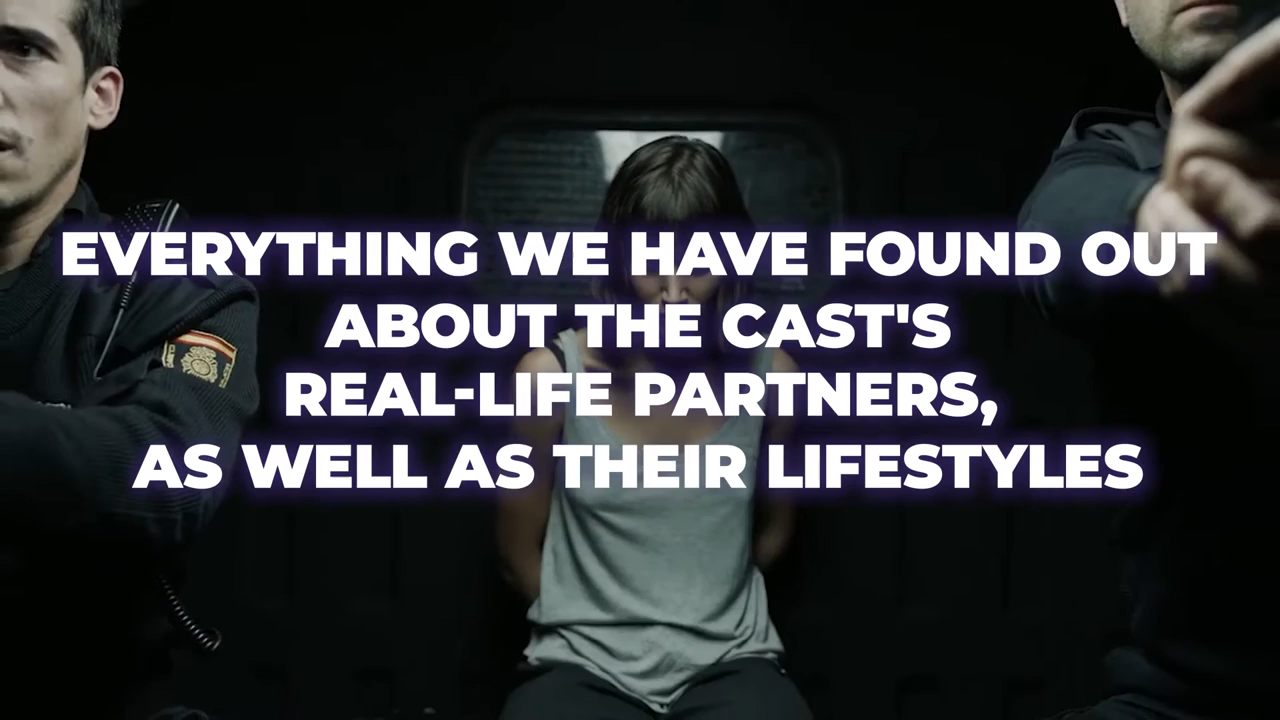 EVERYTHING WE HAVE FOUND OUT
ABOUT THE CAST'S
REAL-LIFE PARTNERS,
AS WELL AS THEIR LIFESTYLES